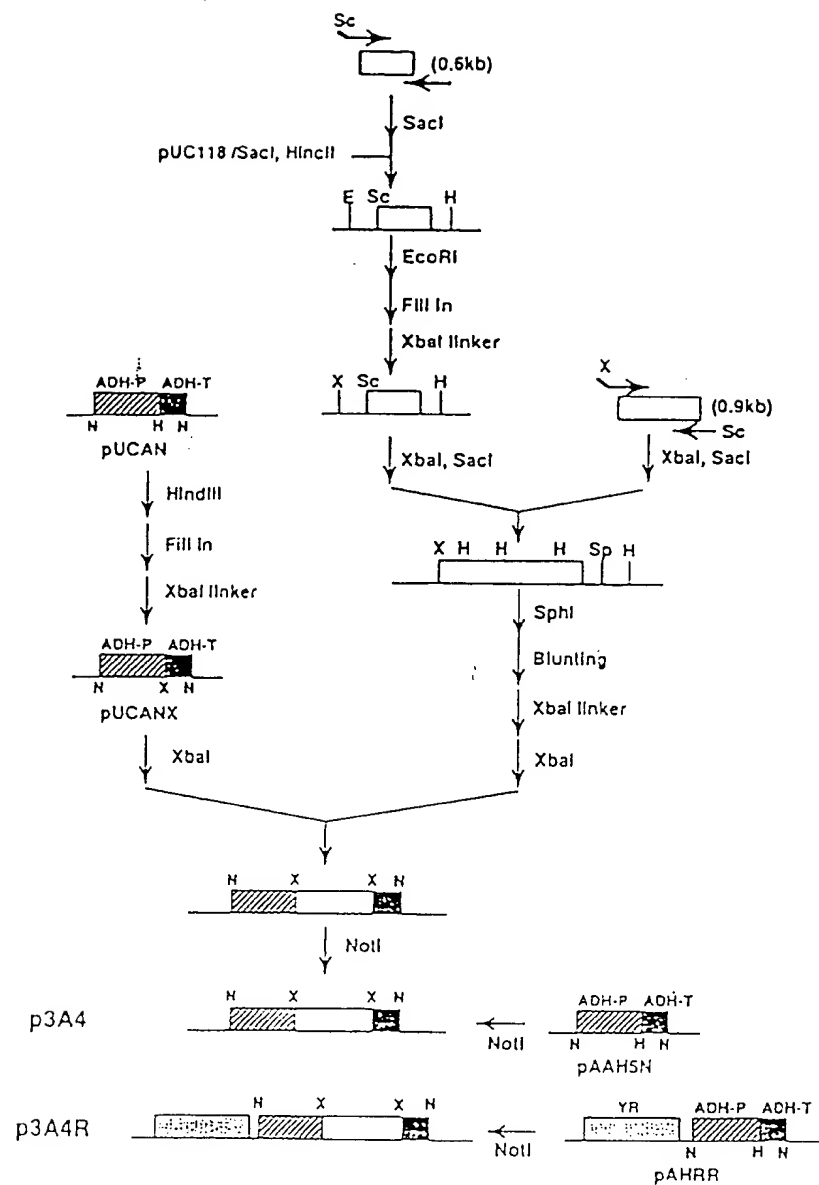 Sc
(0.6kb)
SacI
pUC118/SacI, HincII
E Sc H
EcoRI
Fill In
XbaI linker
X Sc H
X
(0.9kb)
Sc
XbaI, SacI
XbaI, SacI
ADH-P ADH-T
N H N
pUCAN
HindIII
Fill In
XbaI linker
ADH-P ADH-T
N X N
pUCANX
XbaI
X H H H Sp H
SphI
Blunting
XbaI linker
XbaI
N X X N
NotI
N X X N
p3A4
NotI
ADH-P ADH-T
N H N
pAAH5N
N X X N
p3A4R
NotI
YR ADH-P ADH-T
N H N
pAHRR